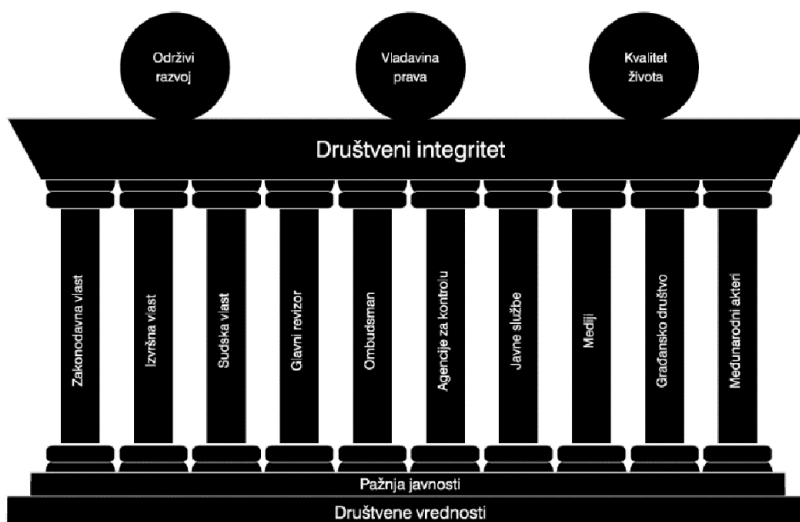 Održivi
razvoj
Vladavina
prava
Kvalitet
života
Društveni integritet
Zakonodavna vlast
Izvršna vlast
Sudska vlast
Glavni revizor
Ombudsman
Agencije za kontrolu
Javne službe
Mediji
Građansko društvo
Međunarodni akteri
Pažnja javnosti
Društvene vrednosti